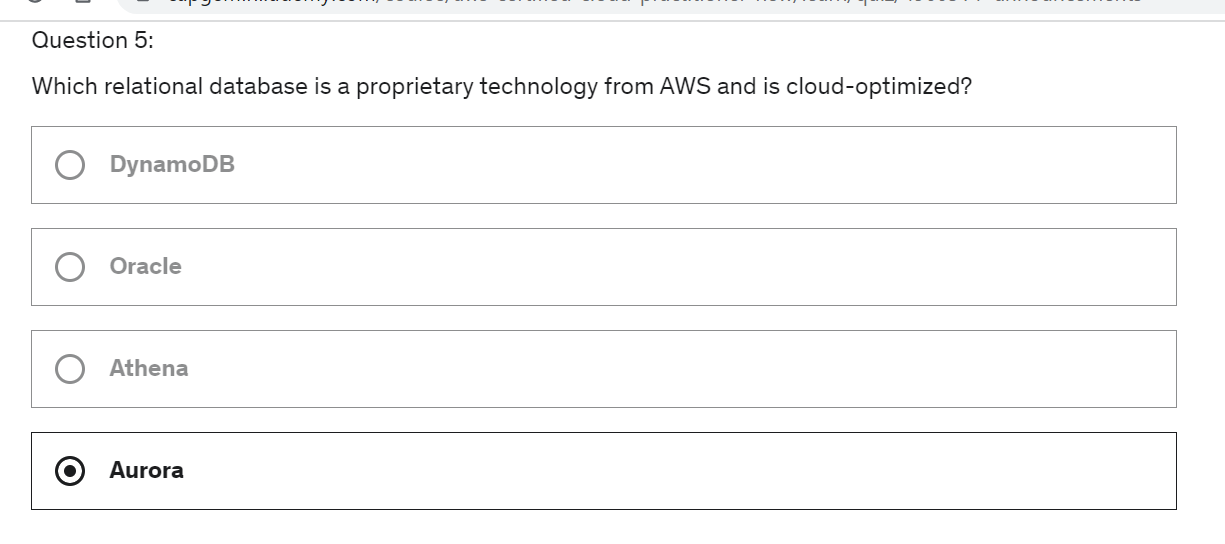 Question 5:
Which relational database is a proprietary technology from AWS and is cloud-optimized?
DynamoDB
Oracle
Athena
Aurora